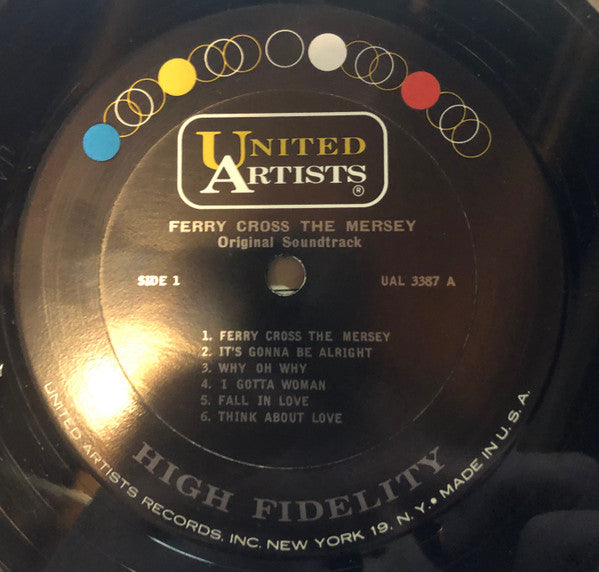 UNITED
ARTISTS
®
FERRY CROSS THE MERSEY
Original Soundtrack
SIDE 1
UAL 3387 A
1. FERRY CROSS THE MERSEY
2. IT'S GONNA BE ALRIGHT
3. WHY OH WHY
4. I GOTTA WOMAN
5. FALL IN LOVE
6. THINK ABOUT LOVE
HIGH FIDELITY
UNITED ARTISTS RECORDS, INC. NEW YORK 19, N.Y. • MADE IN U.S.A.